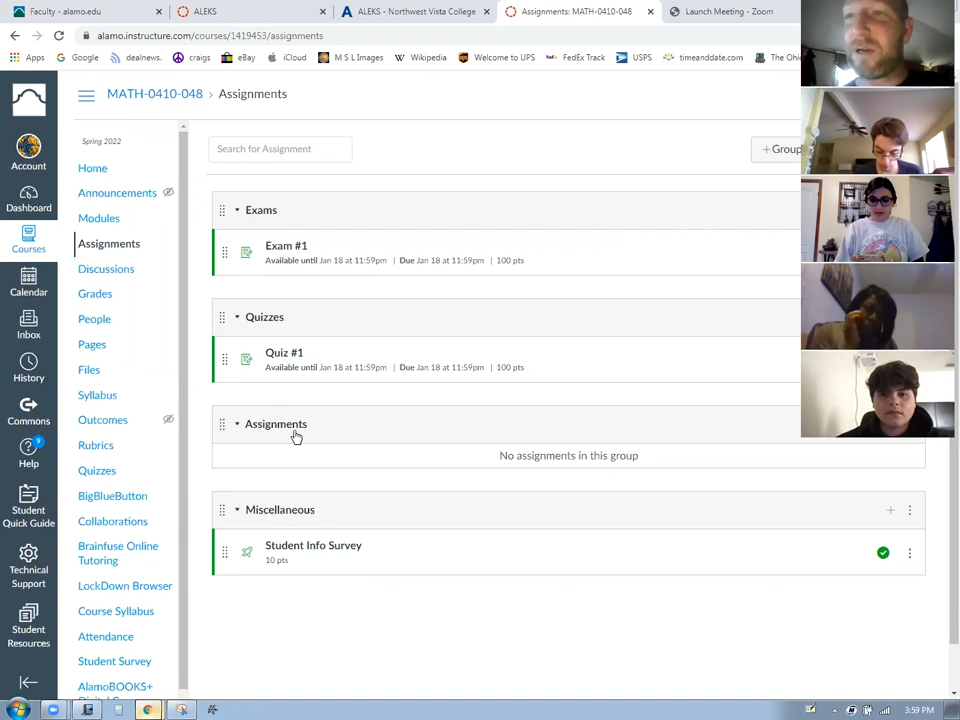 Faculty - alamo.edu
ALEKS
ALEKS - Northwest Vista College
Assignments: MATH-0410-048
Launch Meeting - Zoom
alamo.instructure.com/courses/1419453/assignments
Apps
Google
dealnews.
craigs
eBay
iCloud
M S L Images
Wikipedia
Welcome to UPS
FedEx Track
USPS
timeanddate.com
The Ohio
MATH-0410-048 › Assignments
Account
Dashboard
Courses
Calendar
Inbox
History
Commons
9
Help
Student
Quick Guide
Technical
Support
Student
Resources
Spring 2022
Home
Announcements
Modules
Assignments
Discussions
Grades
People
Pages
Files
Syllabus
Outcomes
Rubrics
Quizzes
BigBlueButton
Collaborations
Brainfuse Online
Tutoring
LockDown Browser
Course Syllabus
Attendance
Student Survey
AlamoBOOKS+
Search for Assignment
+Group
Exams
Exam #1
Available until Jan 18 at 11:59pm | Due Jan 18 at 11:59pm | 100 pts
Quizzes
Quiz #1
Available until Jan 18 at 11:59pm | Due Jan 18 at 11:59pm | 100 pts
Assignments
No assignments in this group
Miscellaneous
Student Info Survey
10 pts
3:59 PM